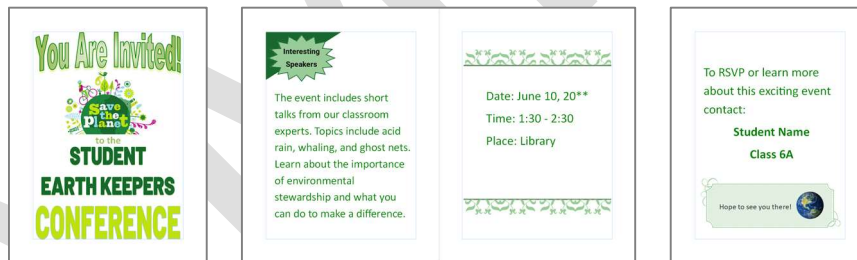 You Are Invited!
Save
the
Planet
to the
STUDENT
EARTH KEEPERS
CONFERENCE
Interesting
Speakers
The event includes short
talks from our classroom
experts. Topics include acid
rain, whaling, and ghost nets.
Learn about the importance
of environmental
stewardship and what you
can do to make a difference.
Date: June 10, 20**
Time: 1:30 - 2:30
Place: Library
To RSVP or learn more
about this exciting event
contact:
Student Name
Class 6A
Hope to see you there!